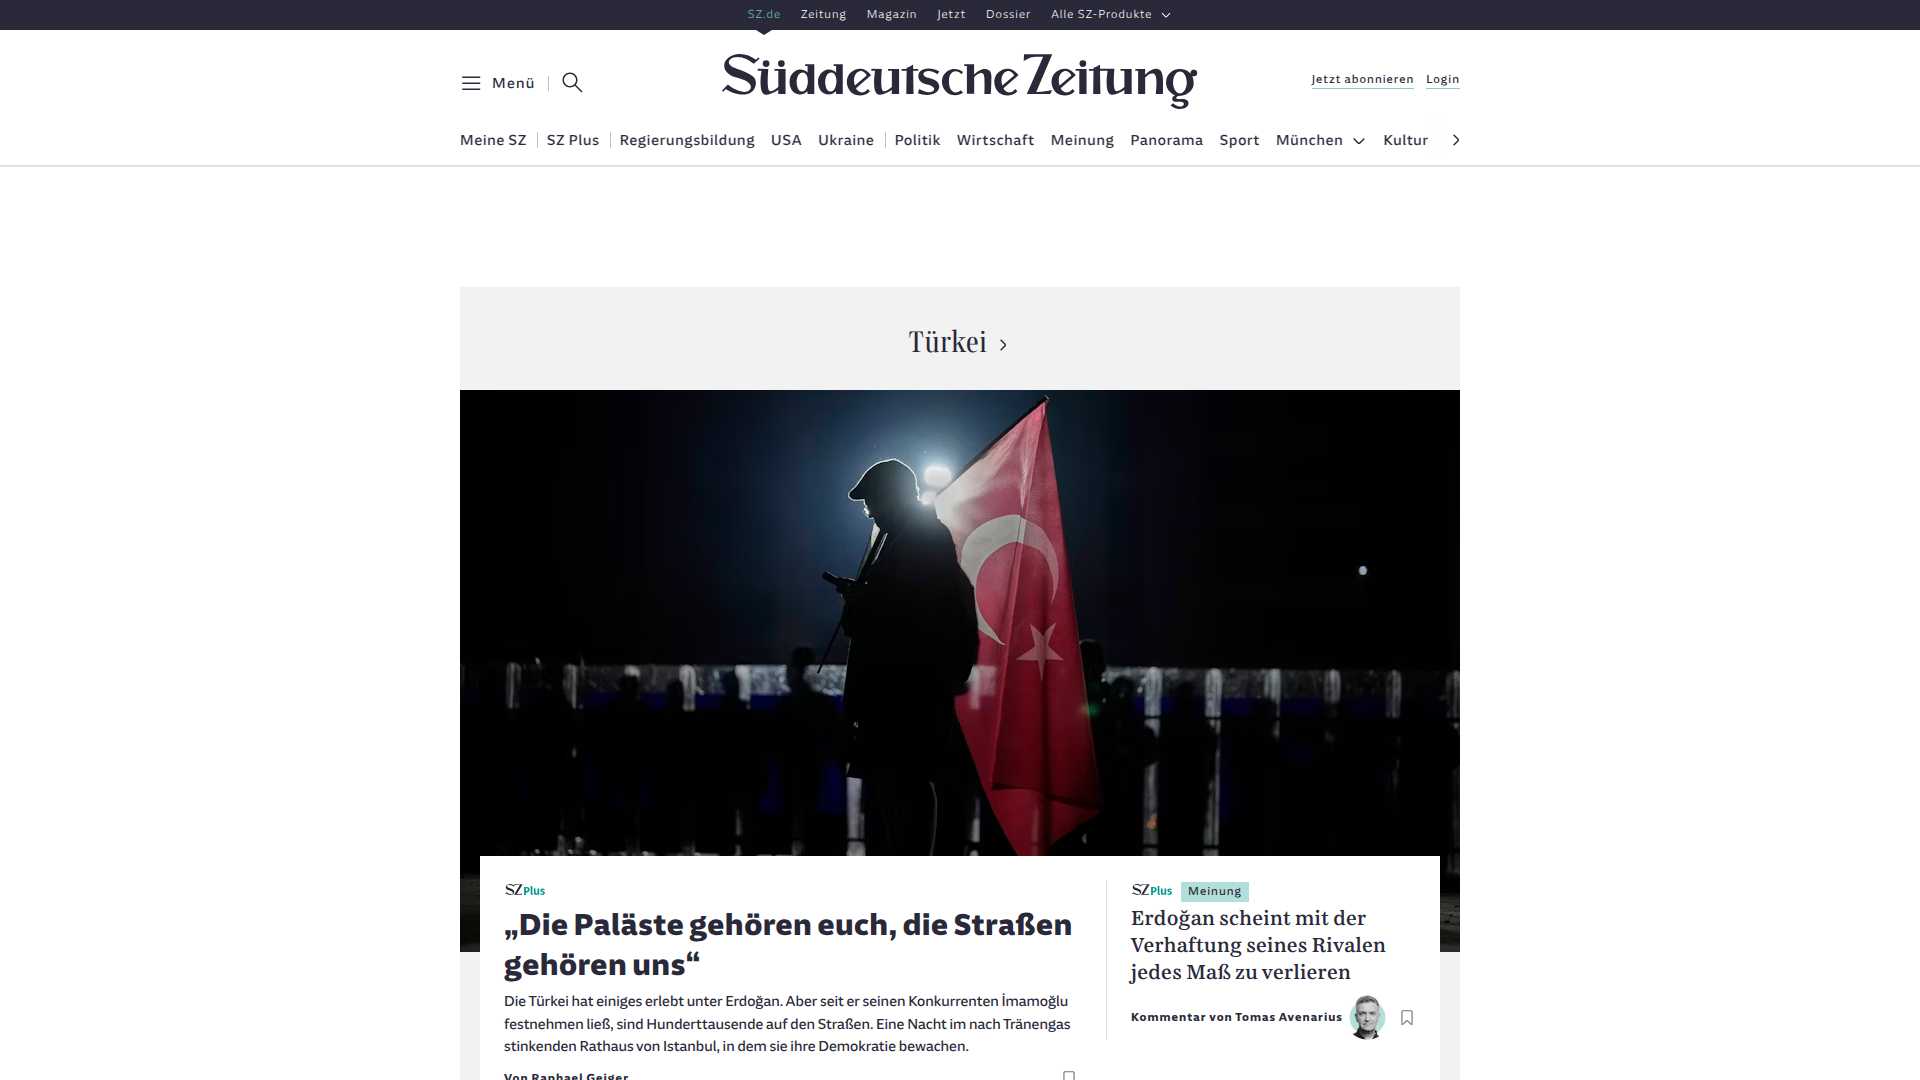 SZ.de Zeitung Magazin Jetzt Dossier Alle SZ-Produkte
Menü
Süddeutsche Zeitung
Jetzt abonnieren Login
Meine SZ SZ Plus Regierungsbildung USA Ukraine Politik Wirtschaft Meinung Panorama Sport München Kultur
Türkei
SZ Plus
„Die Paläste gehören euch, die Straßen
gehören uns“
Die Türkei hat einiges erlebt unter Erdoğan. Aber seit er seinen Konkurrenten İmamoğlu
festnehmen ließ, sind Hunderttausende auf den Straßen. Eine Nacht im nach Tränengas
stinkenden Rathaus von Istanbul, in dem sie ihre Demokratie bewachen.
Von Raphael Geiger
SZ Plus Meinung
Erdoğan scheint mit der
Verhaftung seines Rivalen
jedes Maß zu verlieren
Kommentar von Tomas Avenarius